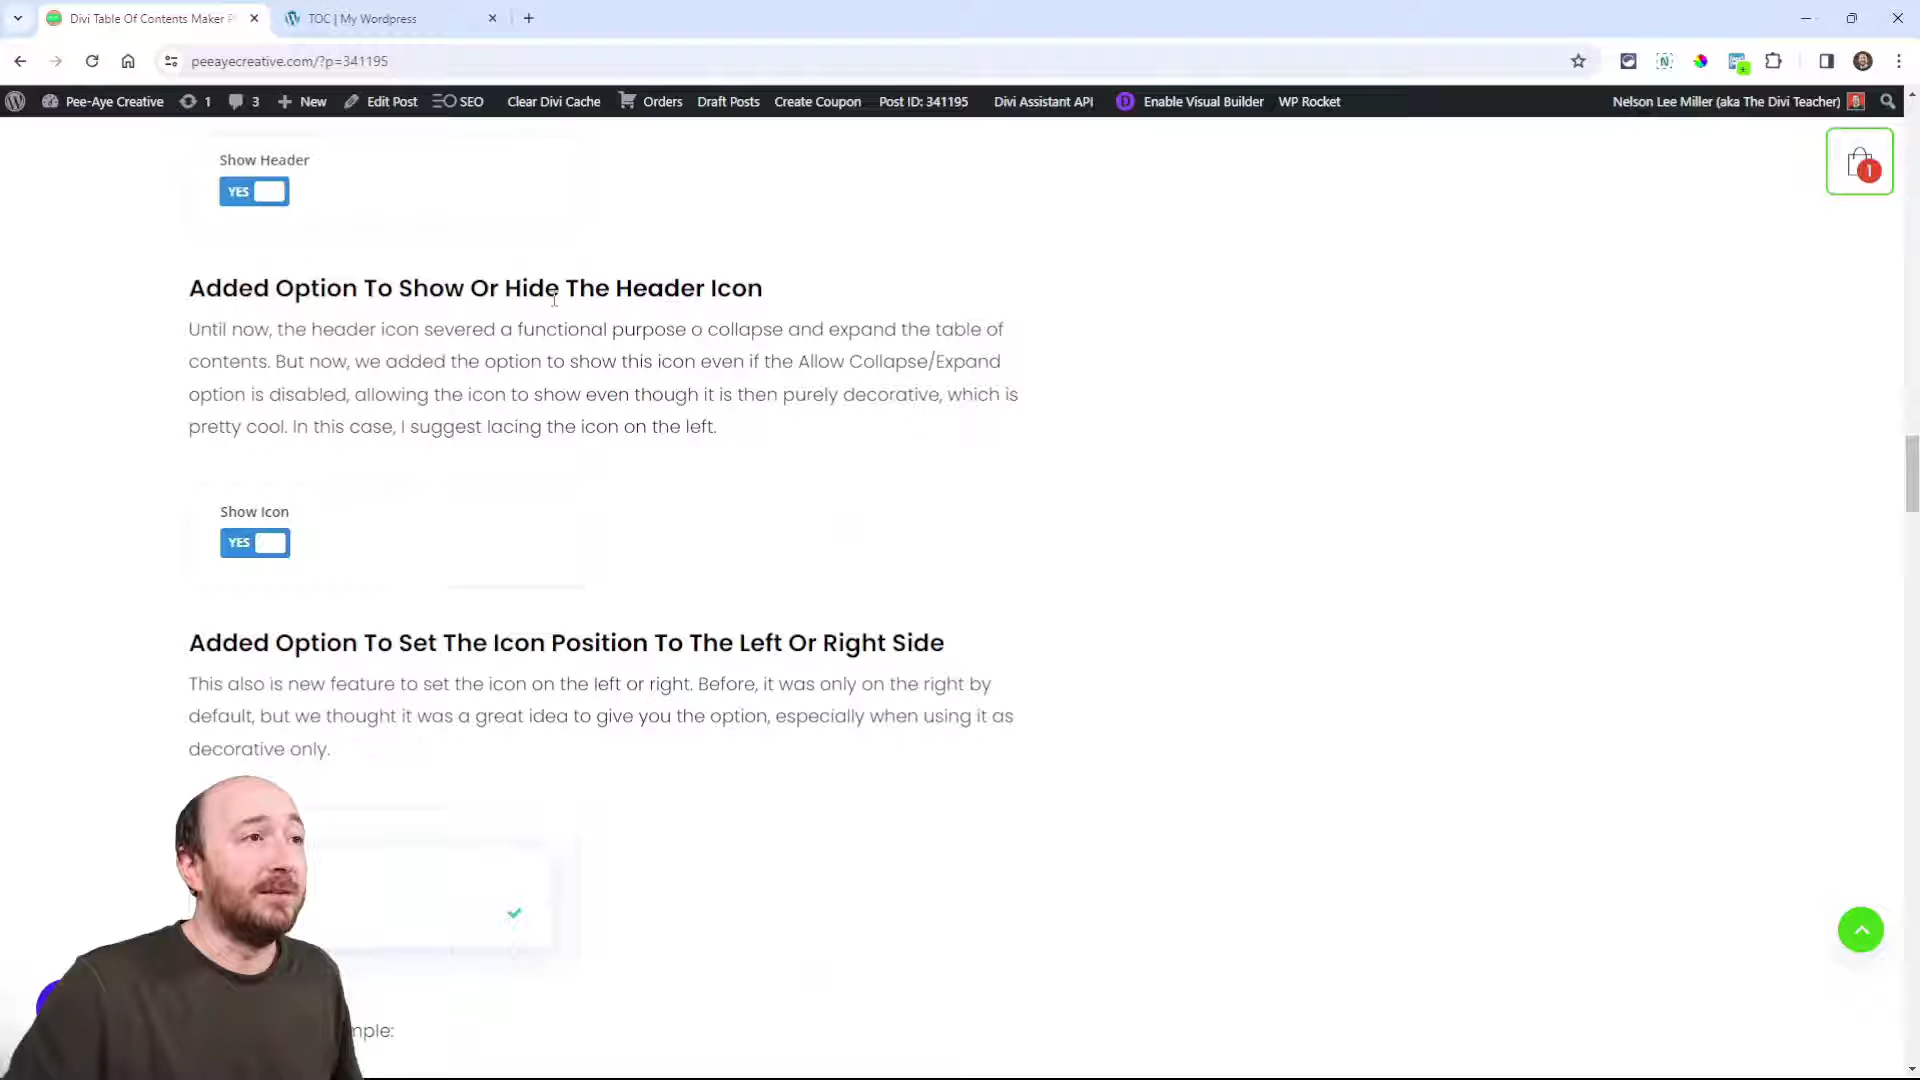 Divi Table Of Contents Maker P
TOC | My Wordpress
peeayecreative.com/?p=341195
Pee-Aye Creative
1
3
New
Edit Post
SEO
Clear Divi Cache
Orders
Draft Posts
Create Coupon
Post ID: 341195
Divi Assistant API
Enable Visual Builder
WP Rocket
Nelson Lee Miller (aka The Divi Teacher)
1
Show Header
YES
Added Option To Show Or Hide The Header Icon
Until now, the header icon severed a functional purpose o collapse and expand the table of
contents. But now, we added the option to show this icon even if the Allow Collapse/Expand
option is disabled, allowing the icon to show even though it is then purely decorative, which is
pretty cool. In this case, I suggest lacing the icon on the left.
Show Icon
YES
Added Option To Set The Icon Position To The Left Or Right Side
This also is new feature to set the icon on the left or right. Before, it was only on the right by
default, but we thought it was a great idea to give you the option, especially when using it as
decorative only.
mple: